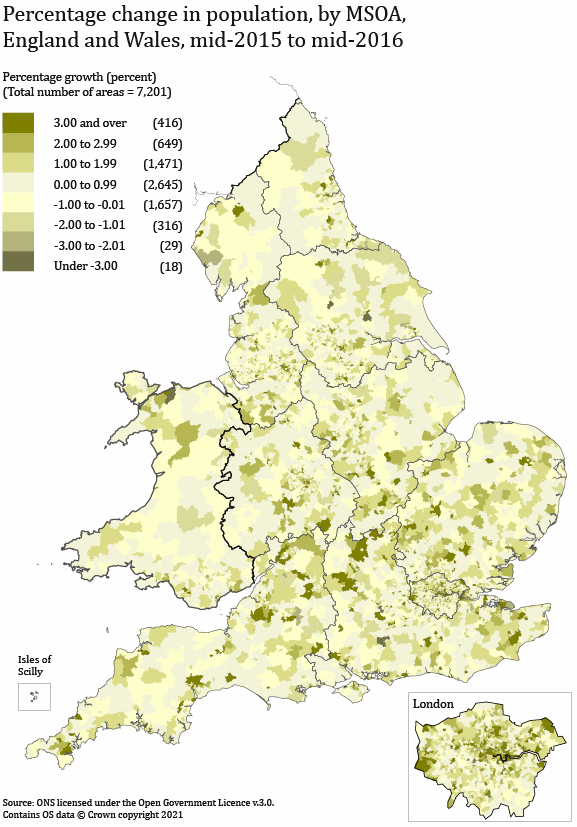 Percentage change in population, by MSOA,
England and Wales, mid-2015 to mid-2016
Percentage growth (percent)
(Total number of areas = 7,201)
3.00 and over (416)
2.00 to 2.99 (649)
1.00 to 1.99 (1,471)
0.00 to 0.99 (2,645)
-1.00 to -0.01 (1,657)
-2.00 to -1.01 (316)
-3.00 to -2.01 (29)
Under -3.00 (18)
Isles of
Scilly
London
Source: ONS licensed under the Open Government Licence v.3.0.
Contains OS data © Crown copyright 2021